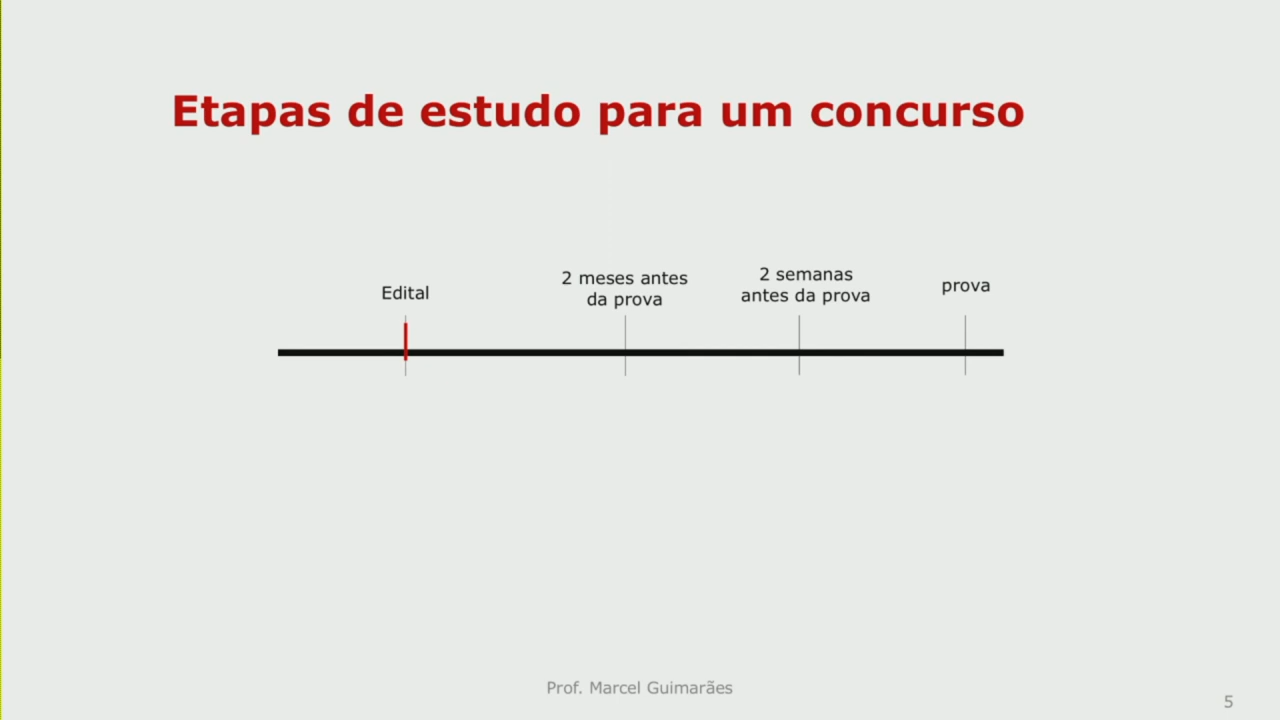 Etapas de estudo para um concurso
Edital
2 meses antes
da prova
2 semanas
antes da prova
prova
Prof. Marcel Guimarães
5